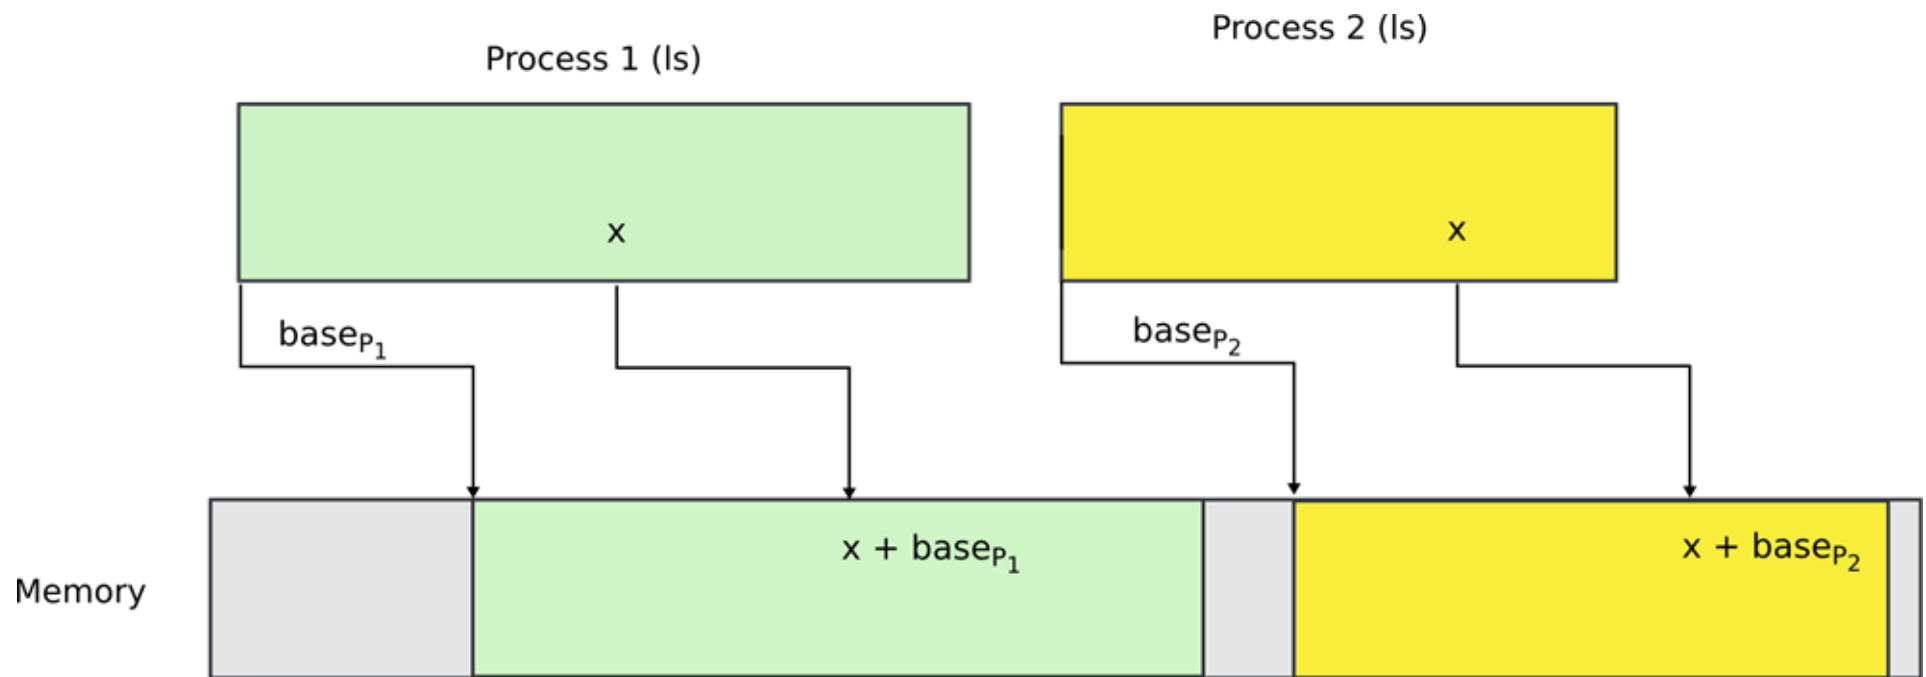 Process 1 (ls)
Process 2 (ls)
x
x
baseP1
baseP2
x + baseP1
x + baseP2
Memory